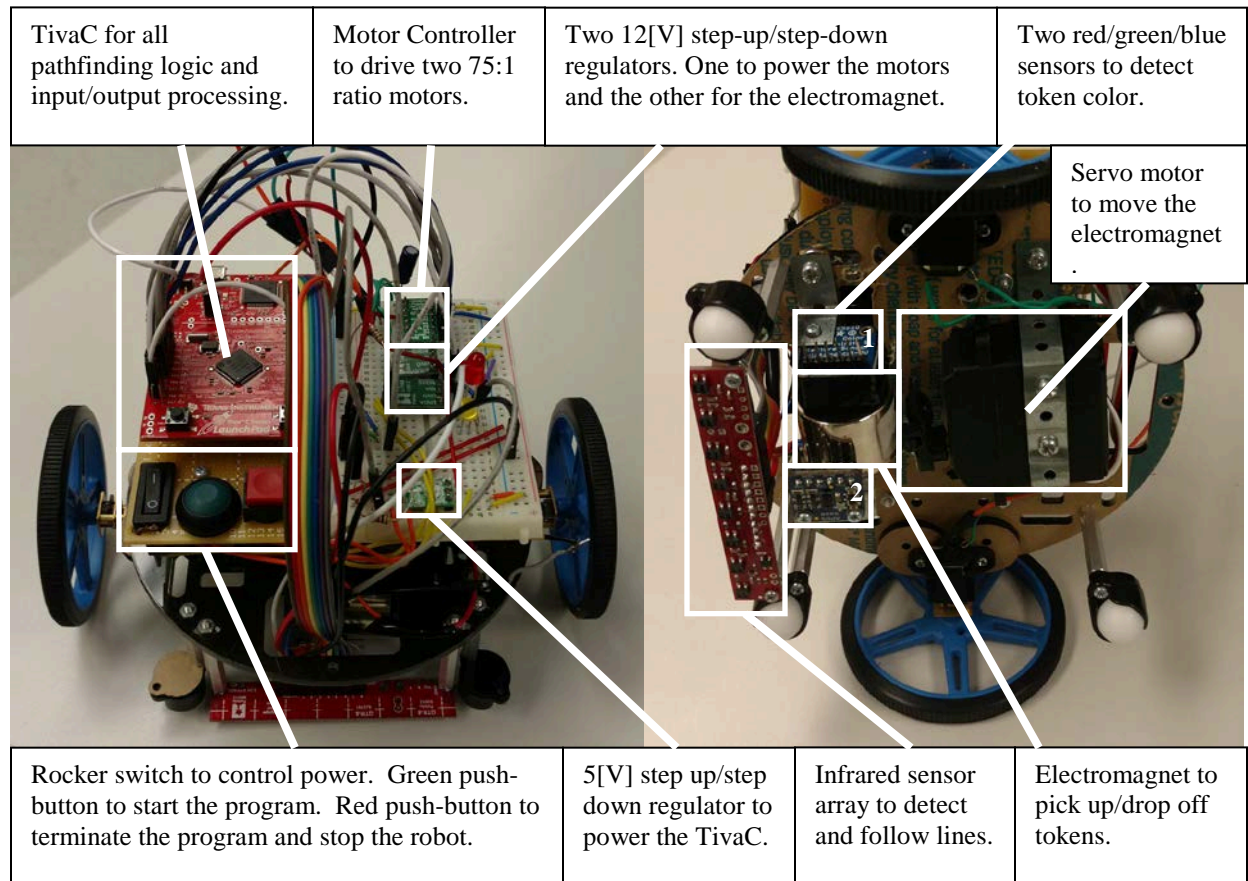 TivaC for all
pathfinding logic and
input/output processing.
Motor Controller
to drive two 75:1
ratio motors.
Two 12[V] step-up/step-down
regulators. One to power the motors
and the other for the electromagnet.
Two red/green/blue
sensors to detect
token color.
Servo motor
to move the
electromagnet
.
1
2
LaunchPad
Rocker switch to control power.  Green push-
button to start the program.  Red push-button to
terminate the program and stop the robot.
5[V] step up/step
down regulator to
power the TivaC.
Infrared sensor
array to detect
and follow lines.
Electromagnet to
pick up/drop off
tokens.